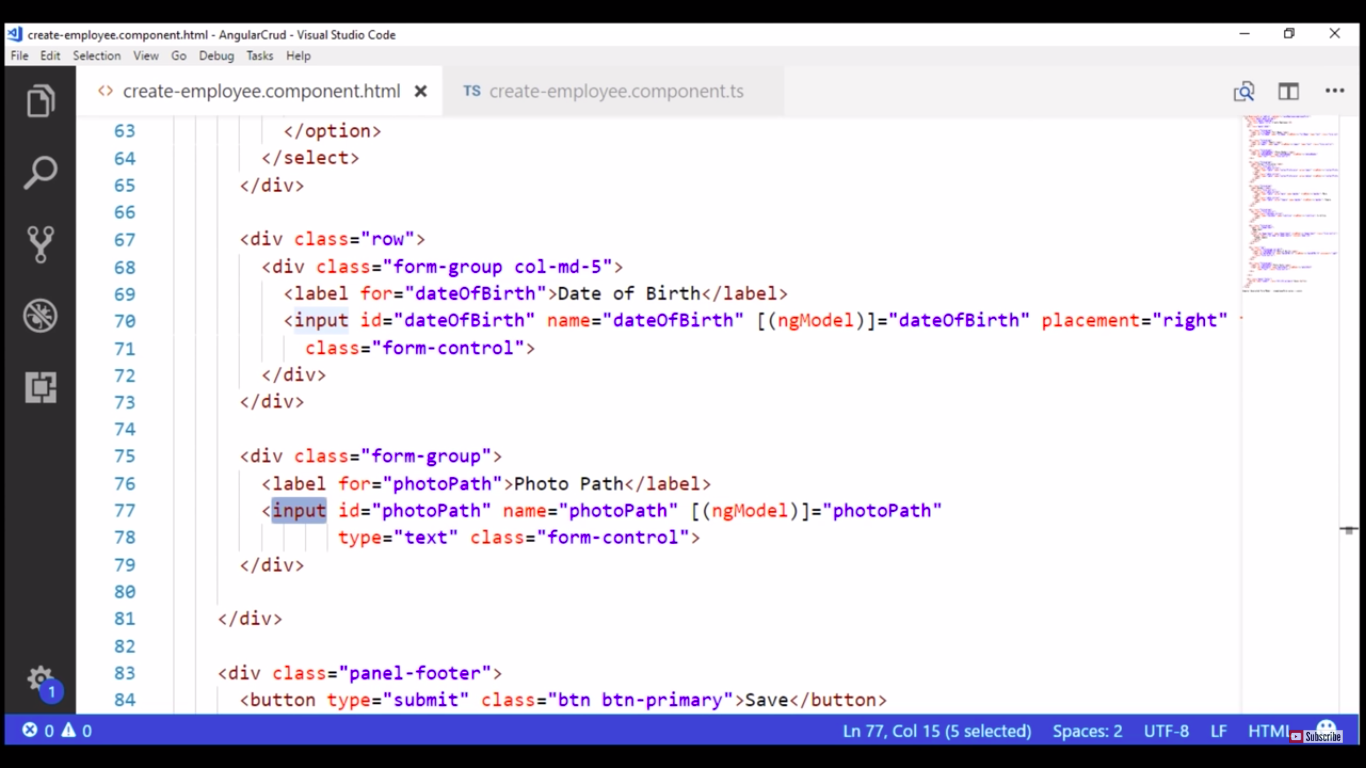 create-employee.component.html - AngularCrud - Visual Studio Code
File Edit Selection View Go Debug Tasks Help
<> create-employee.component.html × TS create-employee.component.ts ...
63 </option>
64 </select>
65 </div>
66
67 <div class="row">
68 <div class="form-group col-md-5">
69 <label for="dateOfBirth">Date of Birth</label>
70 <input id="dateOfBirth" name="dateOfBirth" [(ngModel)]="dateOfBirth" placement="right"
71 class="form-control">
72 </div>
73 </div>
74
75 <div class="form-group">
76 <label for="photoPath">Photo Path</label>
77 <input id="photoPath" name="photoPath" [(ngModel)]="photoPath"
78 type="text" class="form-control">
79 </div>
80
81 </div>
82
83 <div class="panel-footer">
84 <button type="submit" class="btn btn-primary">Save</button>
1
0 0 Ln 77, Col 15 (5 selected) Spaces: 2 UTF-8 LF HTML
Subscribe